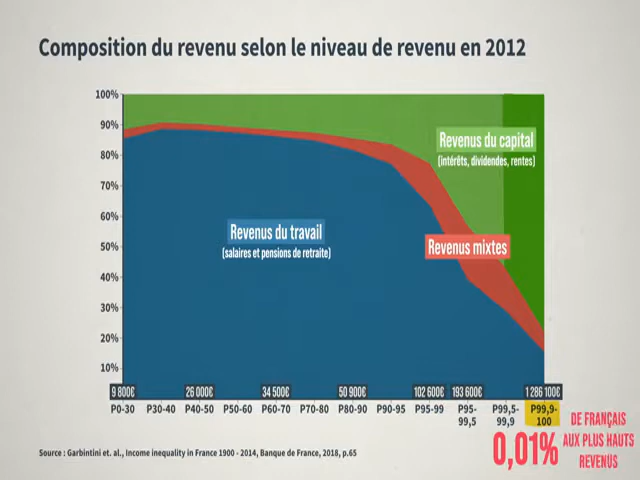 Composition du revenu selon le niveau de revenu en 2012
100%
90%
80%
70%
60%
50%
40%
30%
20%
10%
Revenus du capital
(intérêts, dividendes, rentes)
Revenus du travail
(salaires et pensions de retraite)
Revenus mixtes
9 800€ 26 000€ 34 500€ 50 900€ 102 600€ 193 600€ 1 286 100€
P0-30 P30-40 P40-50 P50-60 P60-70 P70-80 P80-90 P90-95 P95-99 P95-99,5 P99,5-99,9 P99,9-100
0,01%
DE FRANÇAIS
AUX PLUS HAUTS
REVENUS
Source : Garbintini et. al., Income inequality in France 1900 - 2014, Banque de France, 2018, p.65